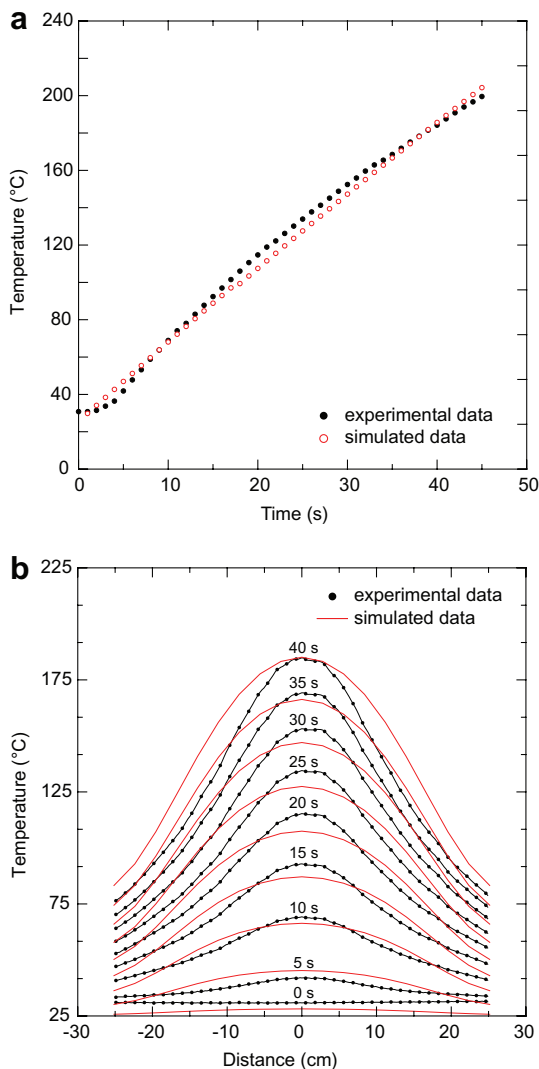 a
240
200
160
120
80
40
0
Temperature (°C)
experimental data
simulated data
0 10 20 30 40 50
Time (s)
b
225
175
125
75
25
Temperature (°C)
experimental data
simulated data
40 s
35 s
30 s
25 s
20 s
15 s
10 s
5 s
0 s
-30 -20 -10 0 10 20 30
Distance (cm)